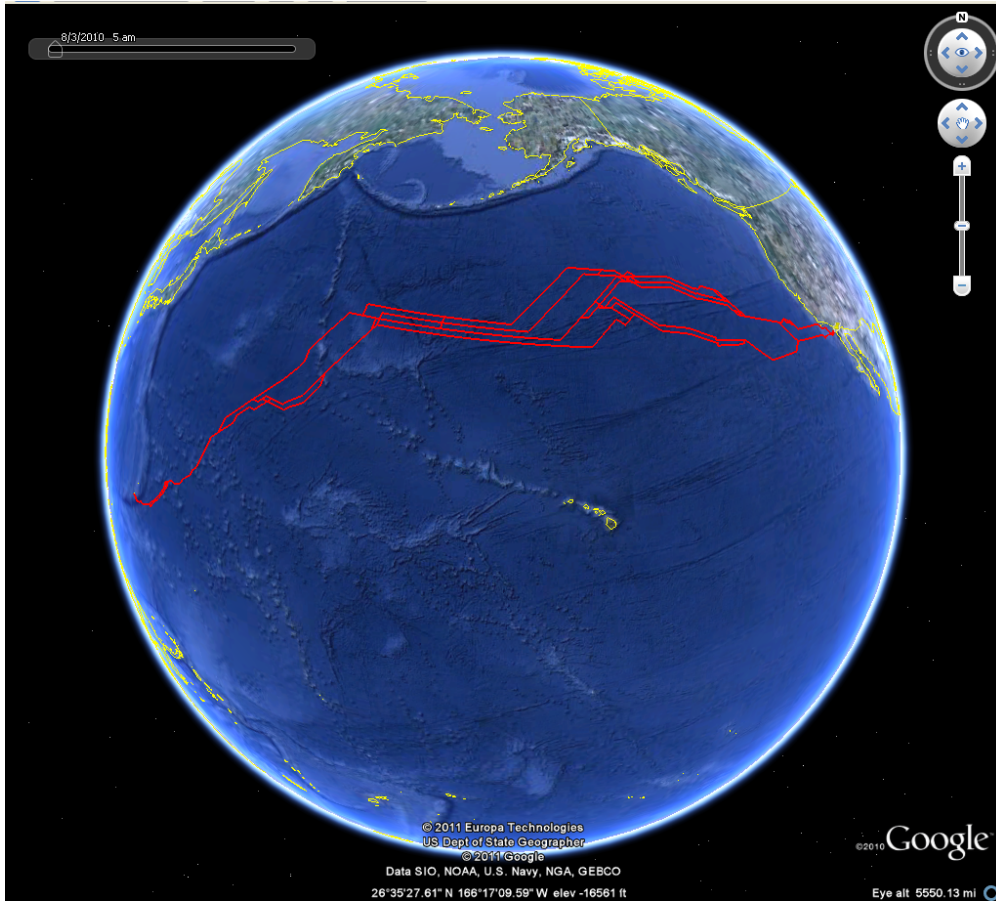 8/3/2010 5 am
N
© 2011 Europa Technologies
US Dept of State Geographer
© 2011 Google
©2010 Google
Data SIO, NOAA, U.S. Navy, NGA, GEBCO
26°35'27.61" N 166°17'09.59" W elev -16561 ft
Eye alt 5550.13 mi